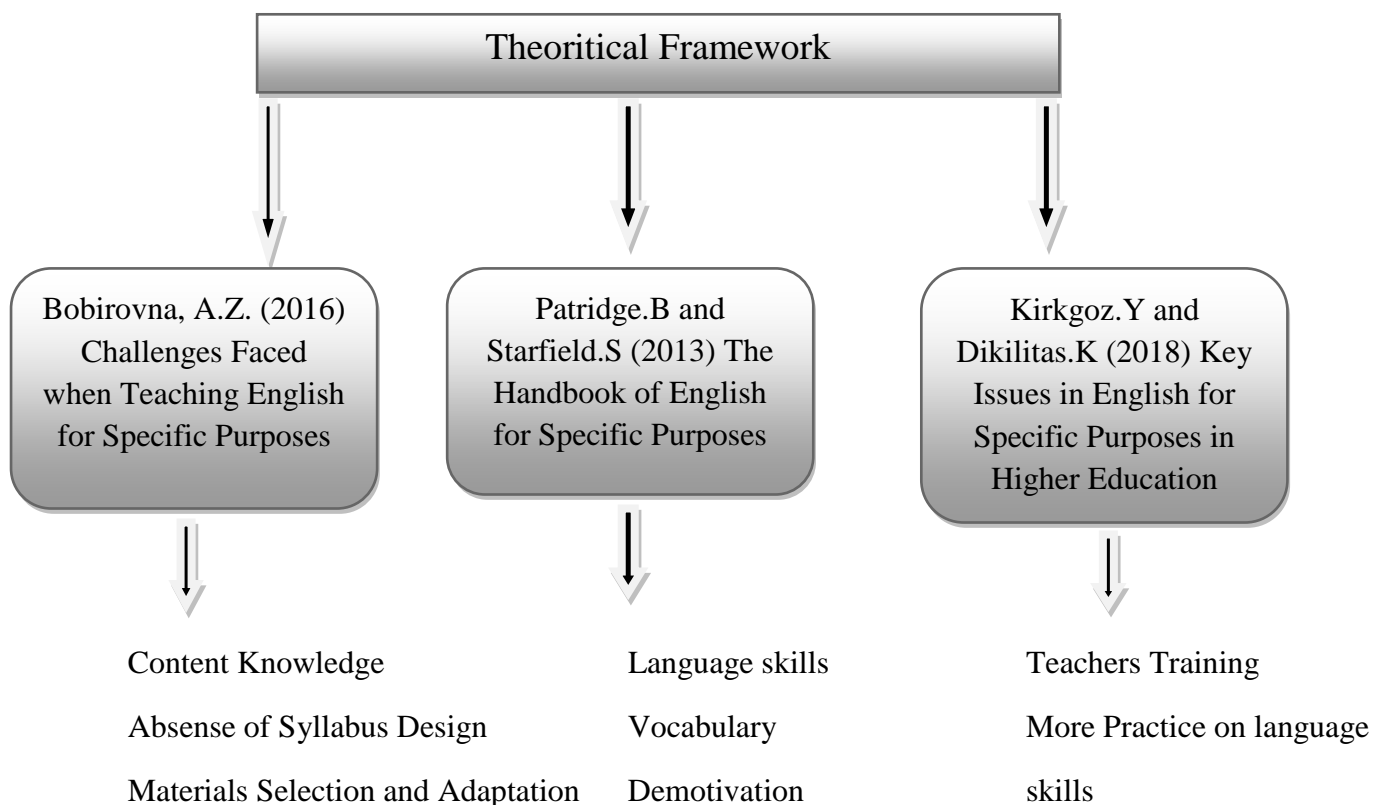 Theoritical Framework
Bobirovna, A.Z. (2016)
Challenges Faced
when Teaching English
for Specific Purposes
Patridge.B and
Starfield.S (2013) The
Handbook of English
for Specific Purposes
Kirkgoz.Y and
Dikilitas.K (2018) Key
Issues in English for
Specific Purposes in
Higher Education
Content Knowledge
Absense of Syllabus Design
Materials Selection and Adaptation
Language skills
Vocabulary
Demotivation
Teachers Training
More Practice on language
skills